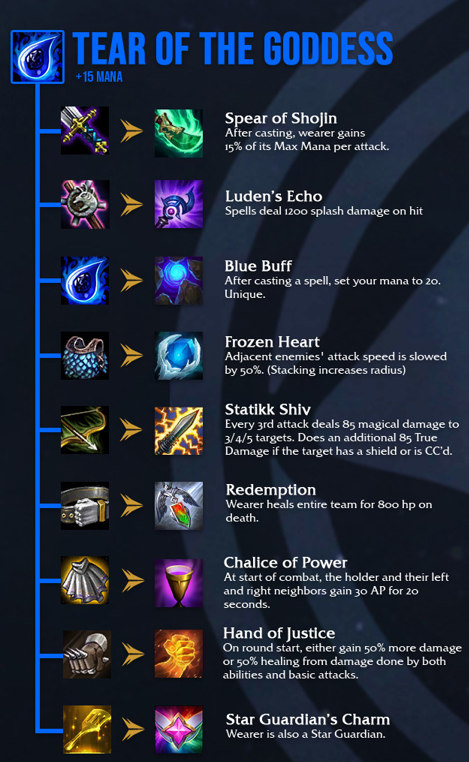 TEAR OF THE GODDESS
+15 MANA
Spear of Shojin
After casting, wearer gains
15% of its Max Mana per attack.
Luden's Echo
Spells deal 1200 splash damage on hit
Blue Buff
After casting a spell, set your mana to 20.
Unique.
Frozen Heart
Adjacent enemies' attack speed is slowed
by 50%. (Stacking increases radius)
Statikk Shiv
Every 3rd attack deals 85 magical damage to
3/4/5 targets. Does an additional 85 True
Damage if the target has a shield or is CC'd.
Redemption
Wearer heals entire team for 800 hp on
death.
Chalice of Power
At start of combat, the holder and their left
and right neighbors gain 30 AP for 20
seconds.
Hand of Justice
On round start, either gain 50% more damage
or 50% healing from damage done by both
abilities and basic attacks.
Star Guardian's Charm
Wearer is also a Star Guardian.